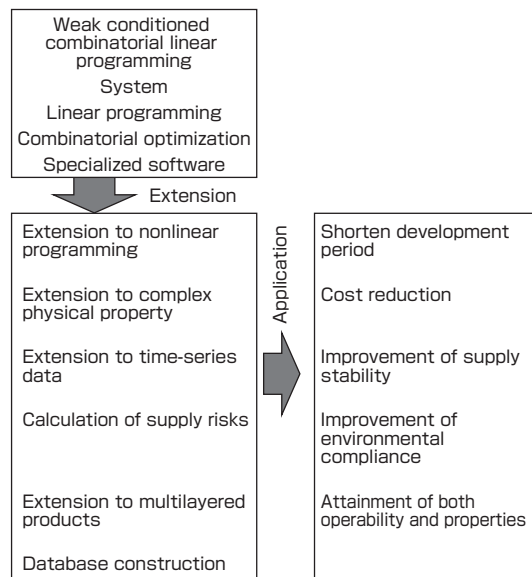 Weak conditioned
combinatorial linear
programming
System
Linear programming
Combinatorial optimization
Specialized software
Extension
Extension to nonlinear
programming
Extension to complex
physical property
Extension to time-series
data
Calculation of supply risks
Extension to multilayered
products
Database construction
Application
Shorten development
period
Cost reduction
Improvement of supply
stability
Improvement of
environmental
compliance
Attainment of both
operability and properties